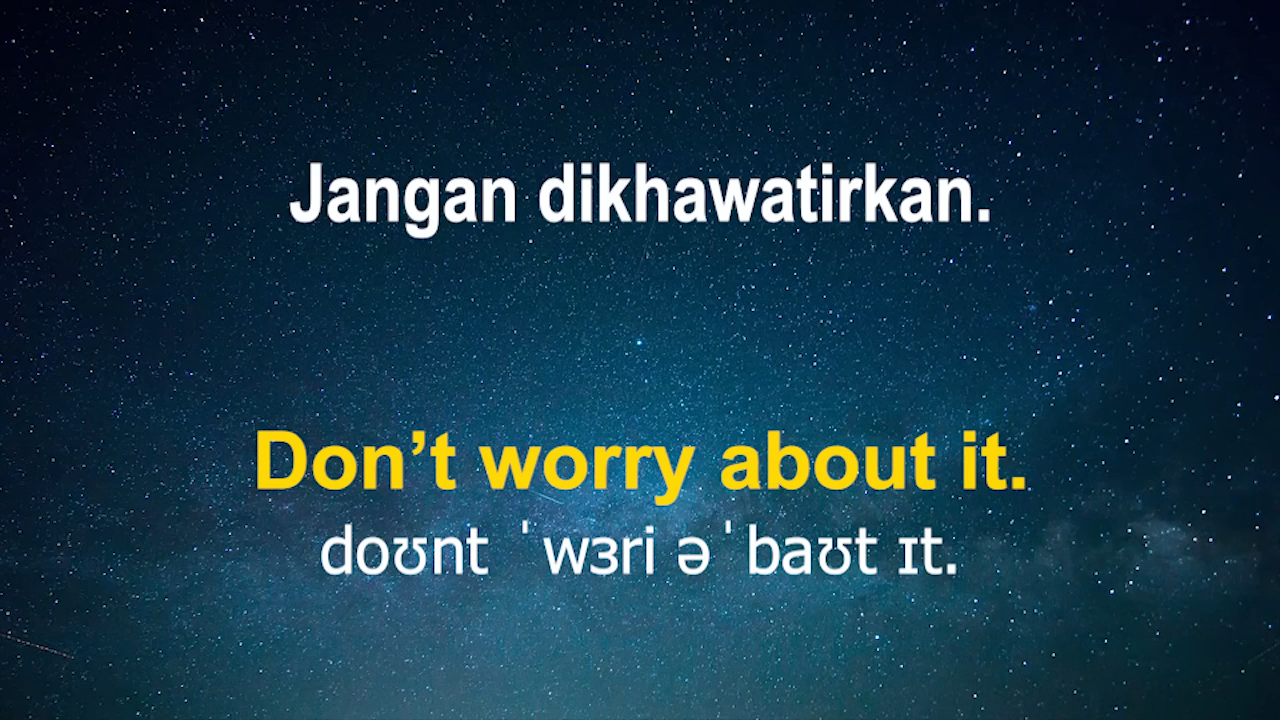 Jangan dikhawatirkan.
Don’t worry about it.
doʊnt ˈwɜri əˈbaʊt ɪt.